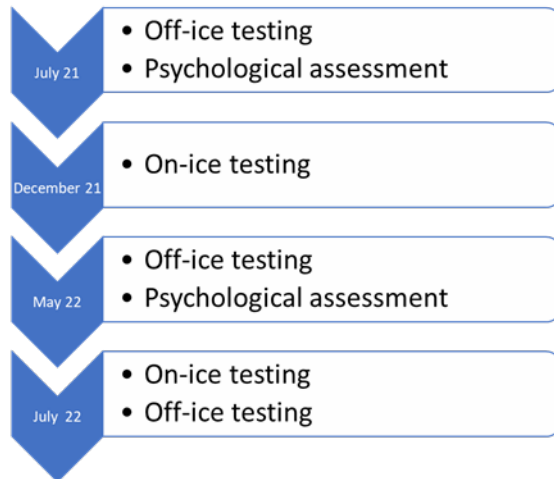 July 21
• Off-ice testing
• Psychological assessment
December 21
• On-ice testing
May 22
• Off-ice testing
• Psychological assessment
July 22
• On-ice testing
• Off-ice testing